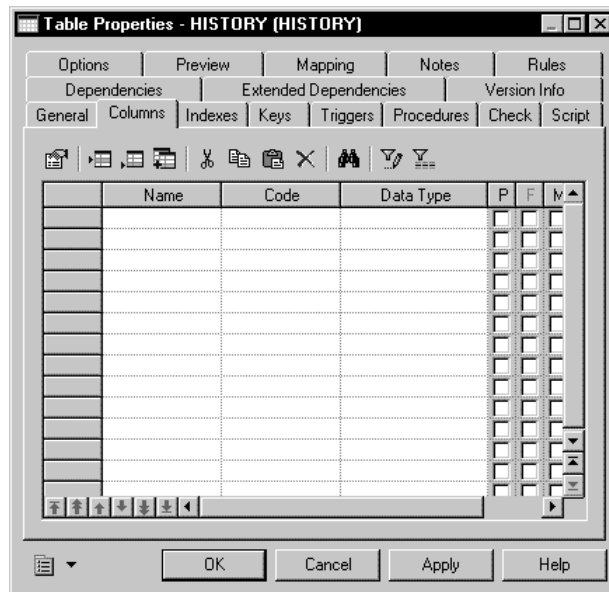 Table Properties - HISTORY (HISTORY)
Options Preview Mapping Notes Rules
Dependencies Extended Dependencies Version Info
General Columns Indexes Keys Triggers Procedures Check Script
Name Code Data Type P F M
OK Cancel Apply Help